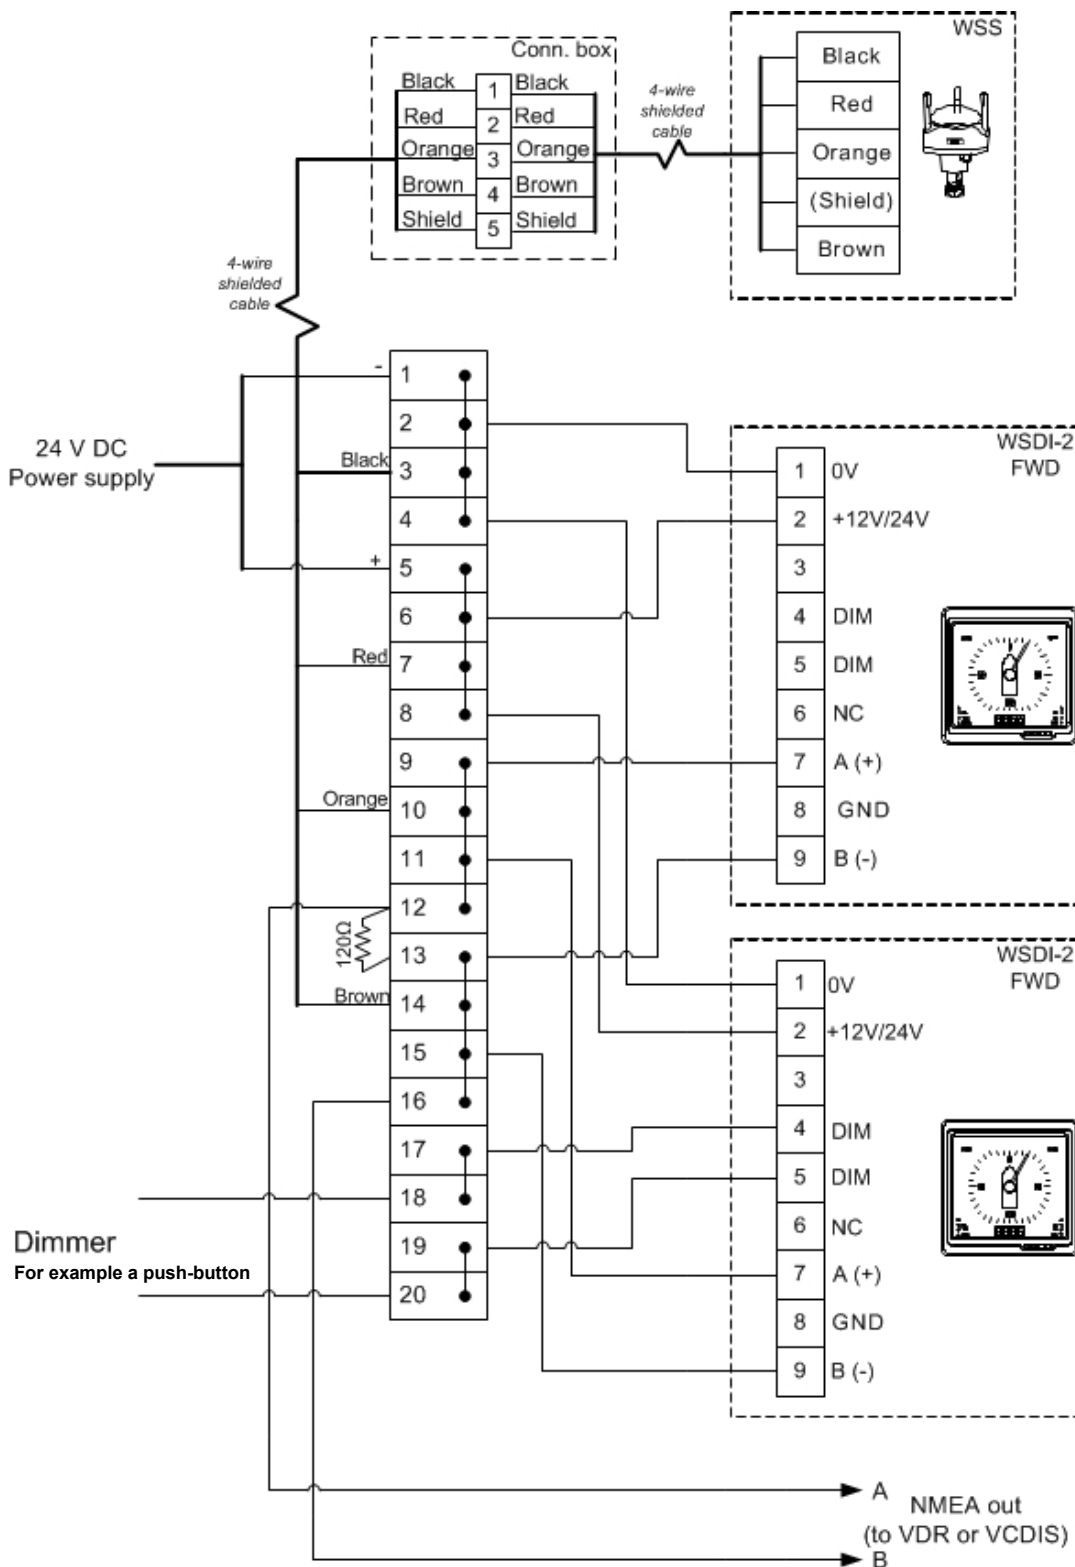 WSS
Conn. box
Black
1
Black
Red
2
Red
Orange
3
Orange
Brown
4
Brown
Shield
5
Shield
4-wire
shielded
cable
Black
Red
Orange
(Shield)
Brown
4-wire
shielded
cable
24 V DC
Power supply
- 1
2
Black 3
4
+ 5
6
Red 7
8
9
Orange 10
11
12
120Ω
13
Brown 14
15
16
17
18
19
20
Dimmer
For example a push-button
WSDI-2
FWD
1 0V
2 +12V/24V
3
4 DIM
5 DIM
6 NC
7 A (+)
8 GND
9 B (-)
WSDI-2
FWD
1 0V
2 +12V/24V
3
4 DIM
5 DIM
6 NC
7 A (+)
8 GND
9 B (-)
A
NMEA out
(to VDR or VCDIS)
B